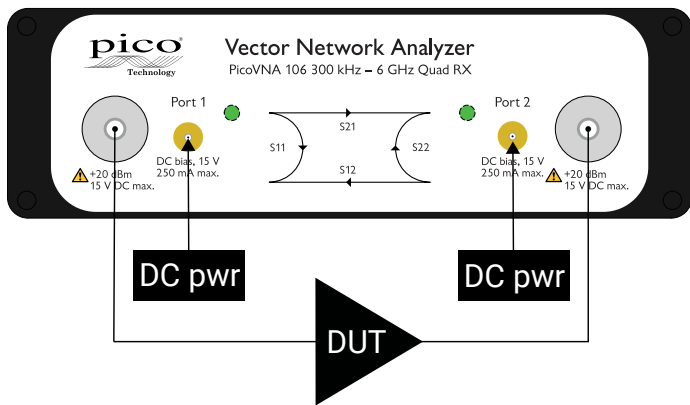 pico
Technology
Vector Network Analyzer
PicoVNA 106 300 kHz – 6 GHz Quad RX
Port 1
Port 2
S21
S11
S22
S12
+20 dBm
15 V DC max.
DC bias, 15 V
250 mA max.
DC bias, 15 V
250 mA max.
+20 dBm
15 V DC max.
DC pwr
DC pwr
DUT